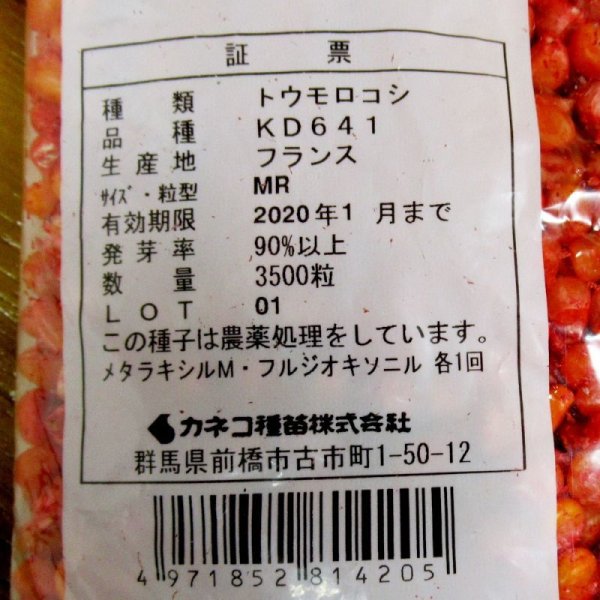 証 票
種 類 トウモロコシ
品 種 KD641
生 産 地 フランス
サイズ・粒型 MR
有効期限 2020年1 月まで
発 芽 率 90%以上
数 量 3500粒
LOT 01
この種子は農薬処理をしています。
メタラキシルM・フルジオキソニル 各1回
カネコ種苗株式会社
群馬県前橋市古市町1-50-12
4 971852 814205